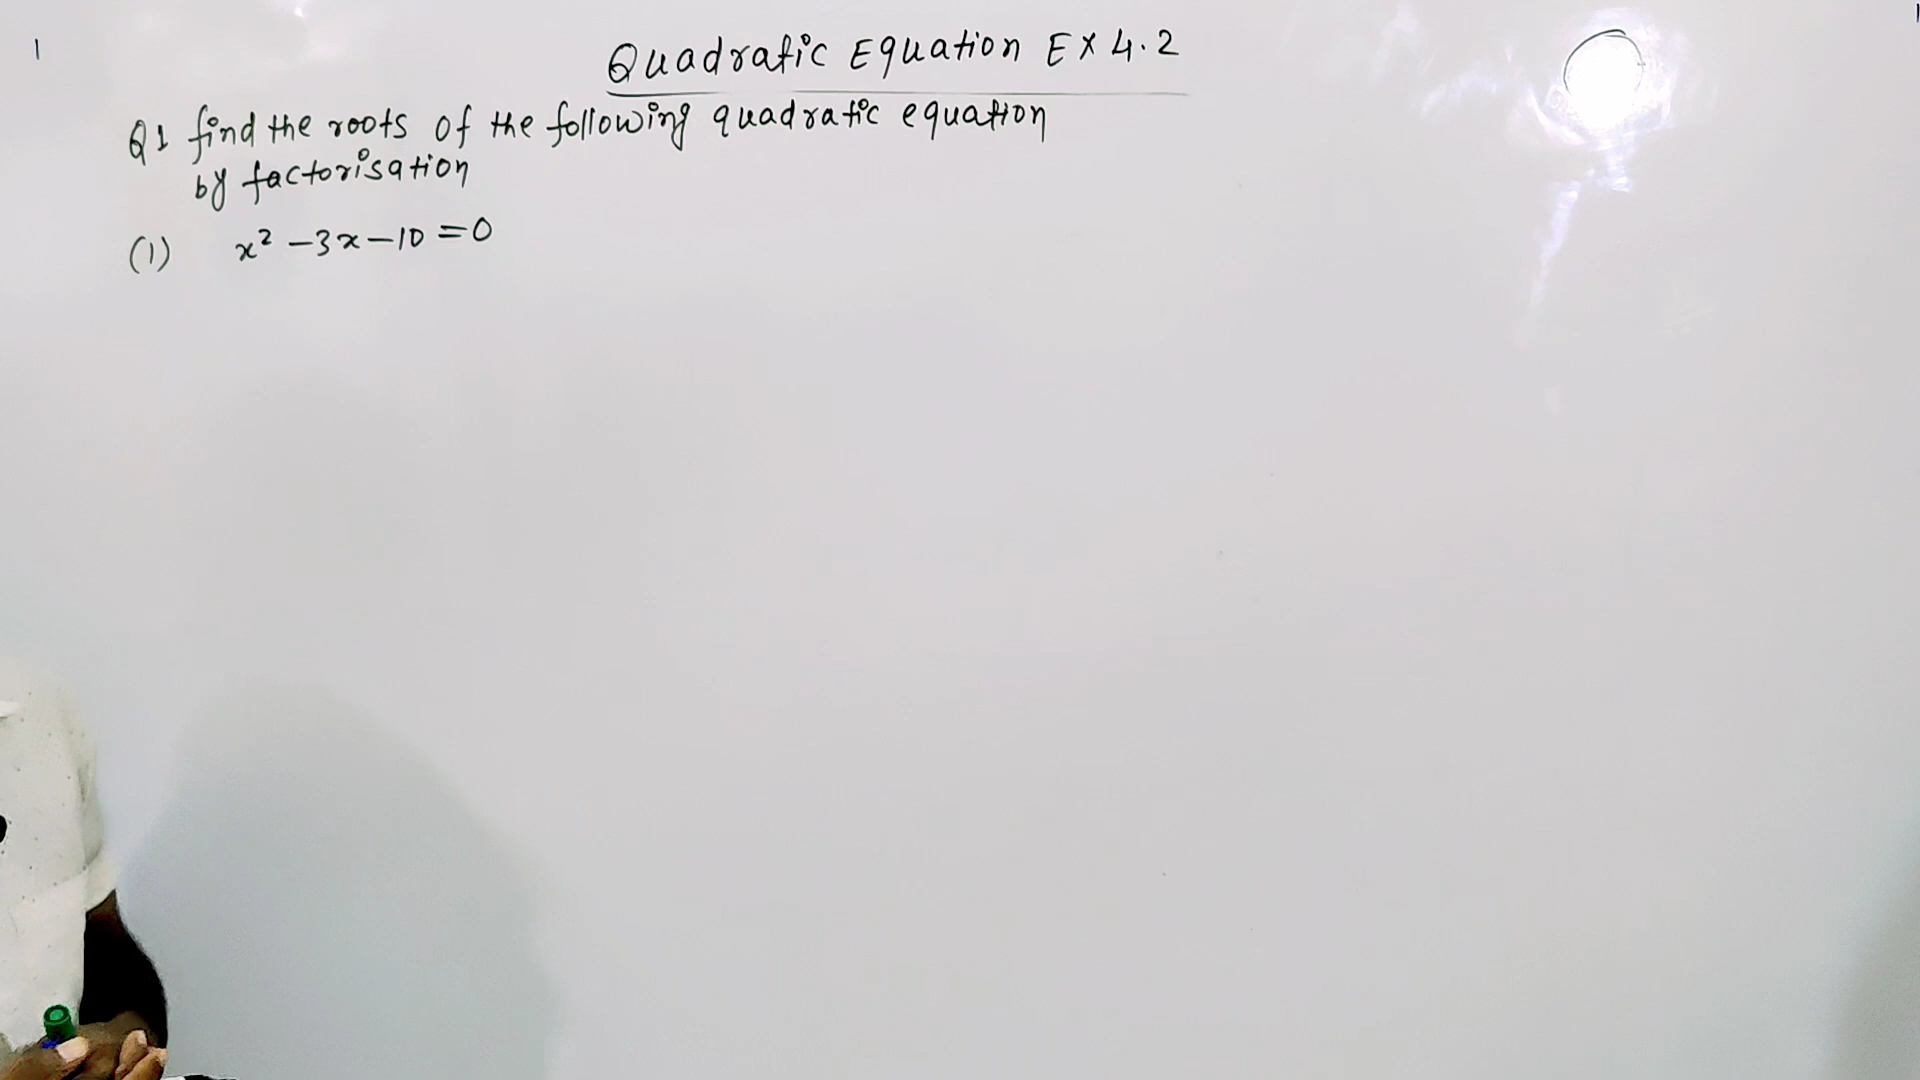 Quadratic Equation Ex 4.2
Q1 find the roots of the following quadratic equation
by factorisation
(1) x² -3x-10=0